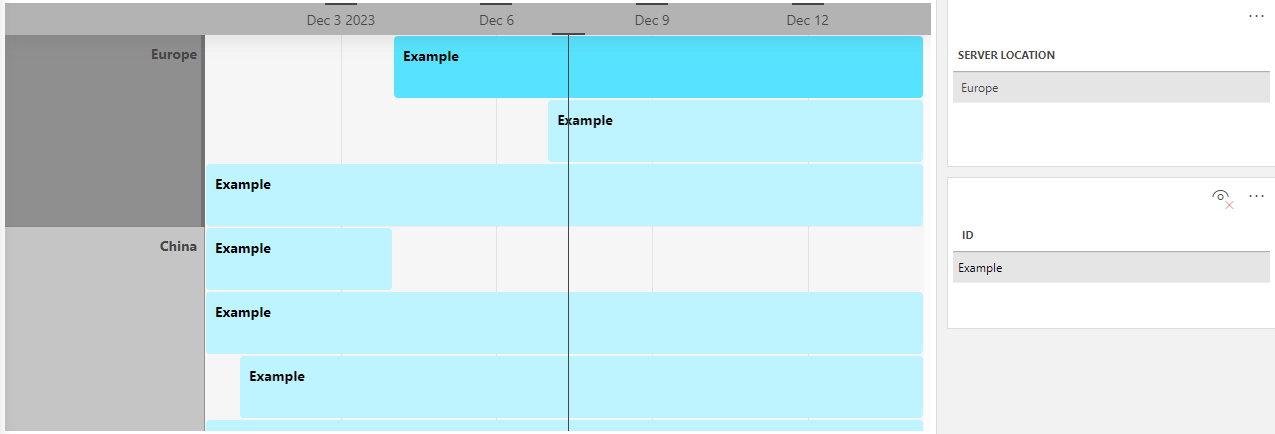 Dec 3 2023 Dec 6 Dec 9 Dec 12
Europe
Example
Example
Example
China
Example
Example
Example
SERVER LOCATION
Europe
ID
Example